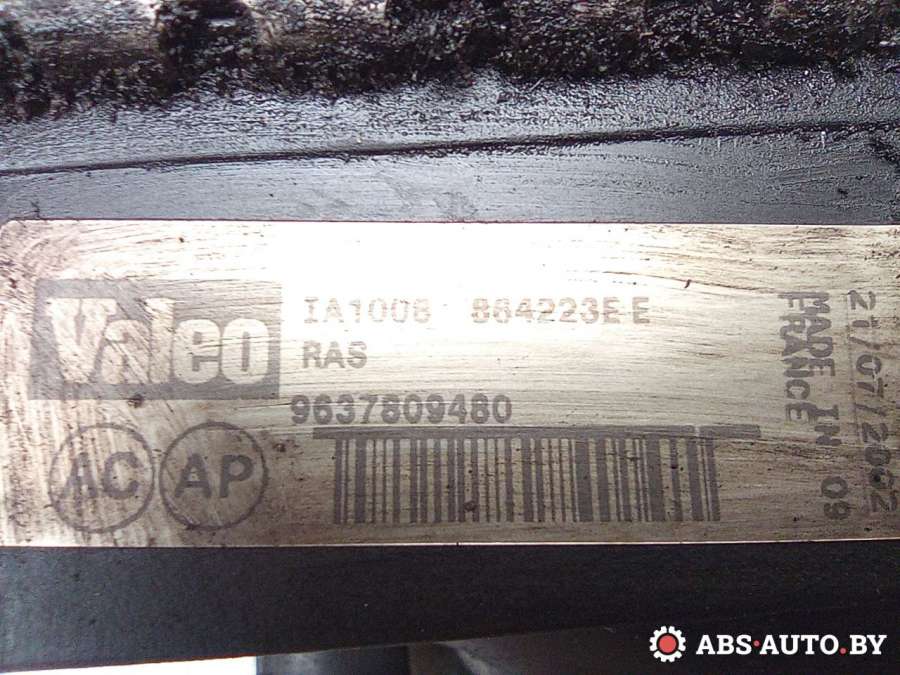 Valeo
IA1008 864223E E
RAS
9637809480
AC AP
MADE IN
FRANCE 09
21/07/2002
ABS-AUTO.BY